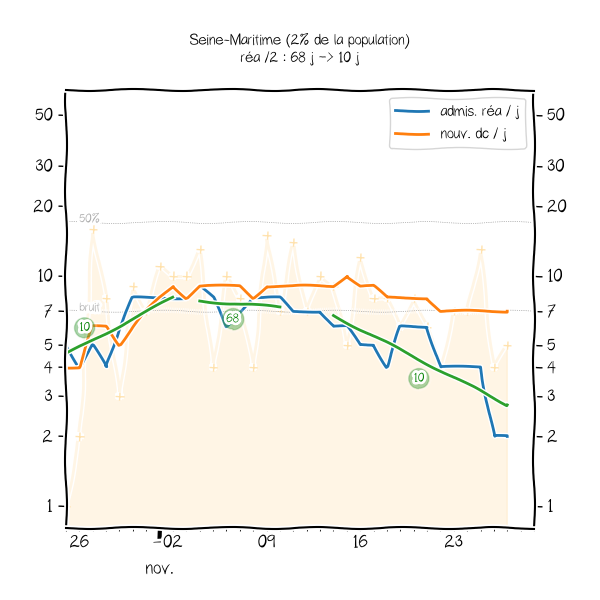 Seine-Maritime (2% de la population)
réa /2 : 68 j -> 10 j
admis. réa / j
nouv. dc / j
50 50
30 30
20 20
50%
10 10
bruit
7 7
10
68
5 5
4 4
10
3 3
2 2
1 1
26 02 09 16 23
nov.